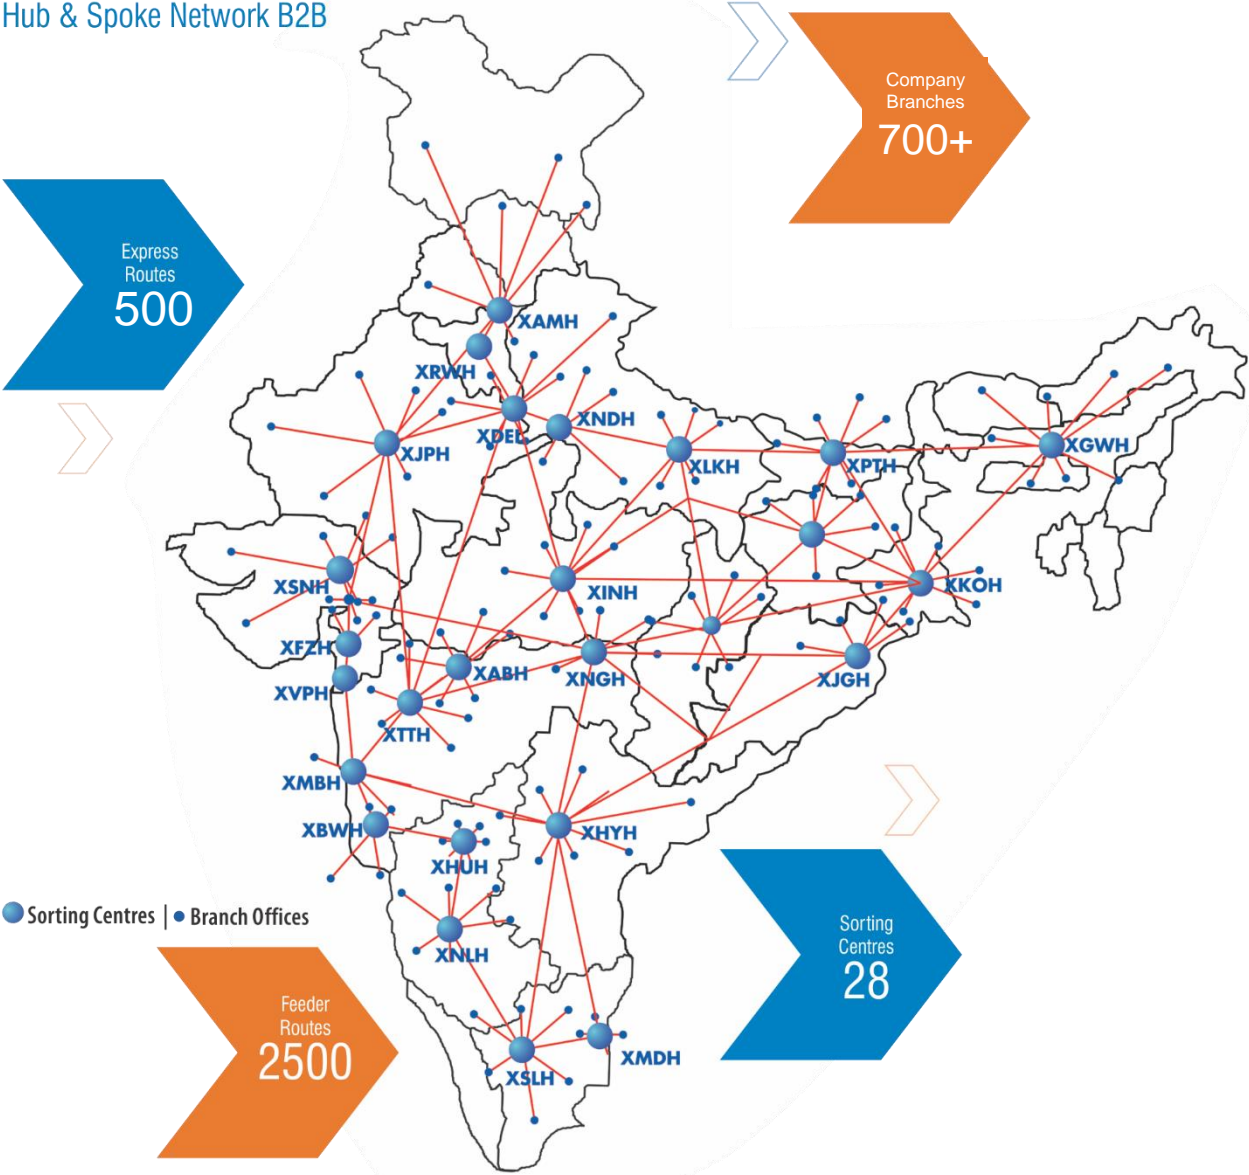 Hub & Spoke Network B2B
Company
Branches
700+
Express
Routes
500
XAMH
XRWH
XNDH
XDEL
XJPH
XLKH
XPTH
XGWH
XSNH
XINH
XKOH
XFZH
XABH
XNGH
XJGH
XVPH
XTTH
XMBH
XBWH
XHYH
XHUH
Sorting Centres | • Branch Offices
XNLH
Sorting
Centres
28
Feeder
Routes
2500
XMDH
XSLH